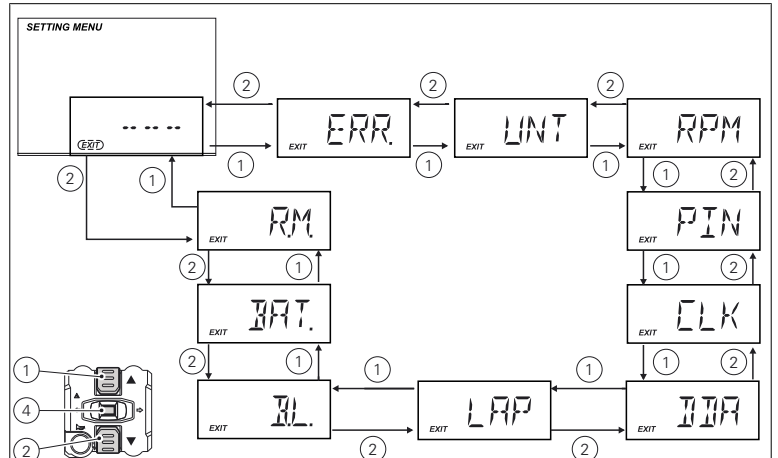 SETTING MENU
2
2
2
- - - -
EXIT
ERR.
EXIT
UNT
EXIT
RPM
EXIT
1
1
1
2
1
1
2
R.M.
EXIT
PIN
EXIT
2
1
1
2
BAT.
EXIT
CLK
EXIT
1
2
1
1
1
1
2
4
2
B.L.
EXIT
LAP
EXIT
DDA
EXIT
2
2